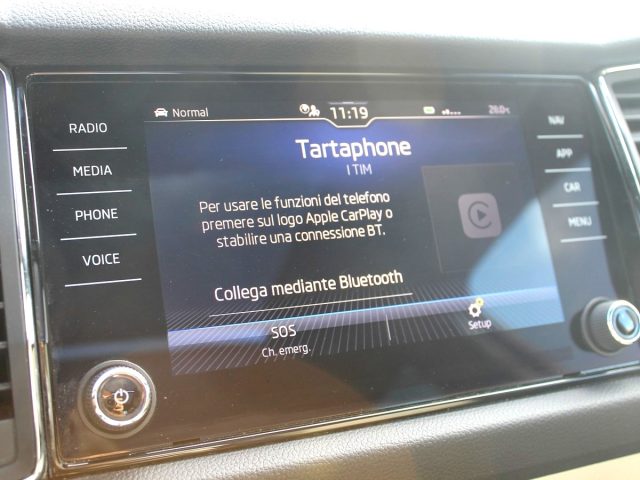 Normal
11:19
28.0°C
RADIO
MEDIA
PHONE
VOICE
NAV
APP
CAR
MENU
Tartaphone
I TIM
Per usare le funzioni del telefono
premere sul logo Apple CarPlay o
stabilire una connessione BT.
Collega mediante Bluetooth
SOS
Ch. emerg.
Setup